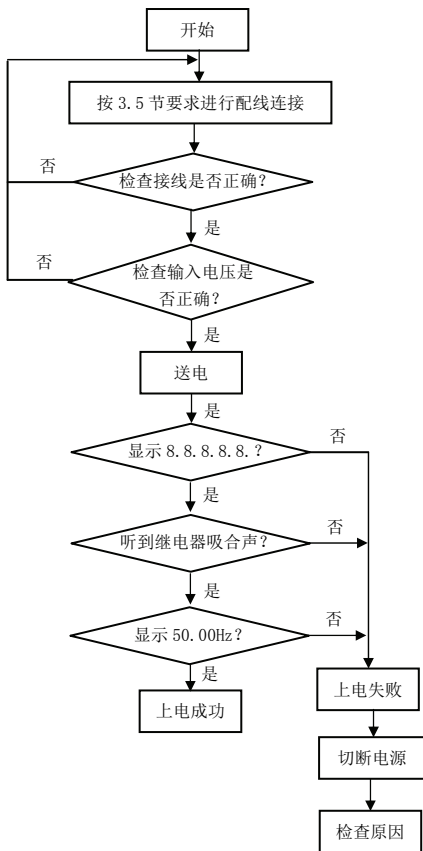 开始
按 3.5 节要求进行配线连接
否
检查接线是否正确？
是
否
检查输入电压是
否正确？
是
送电
是
显示 8.8.8.8.8.？
否
是
听到继电器吸合声？
否
是
显示 50.00Hz？
否
是
上电成功
上电失败
切断电源
检查原因